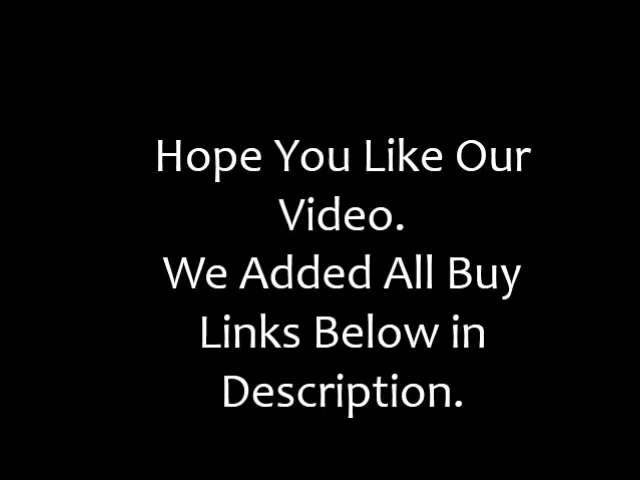 Hope You Like Our
Video.
We Added All Buy
Links Below in
Description.